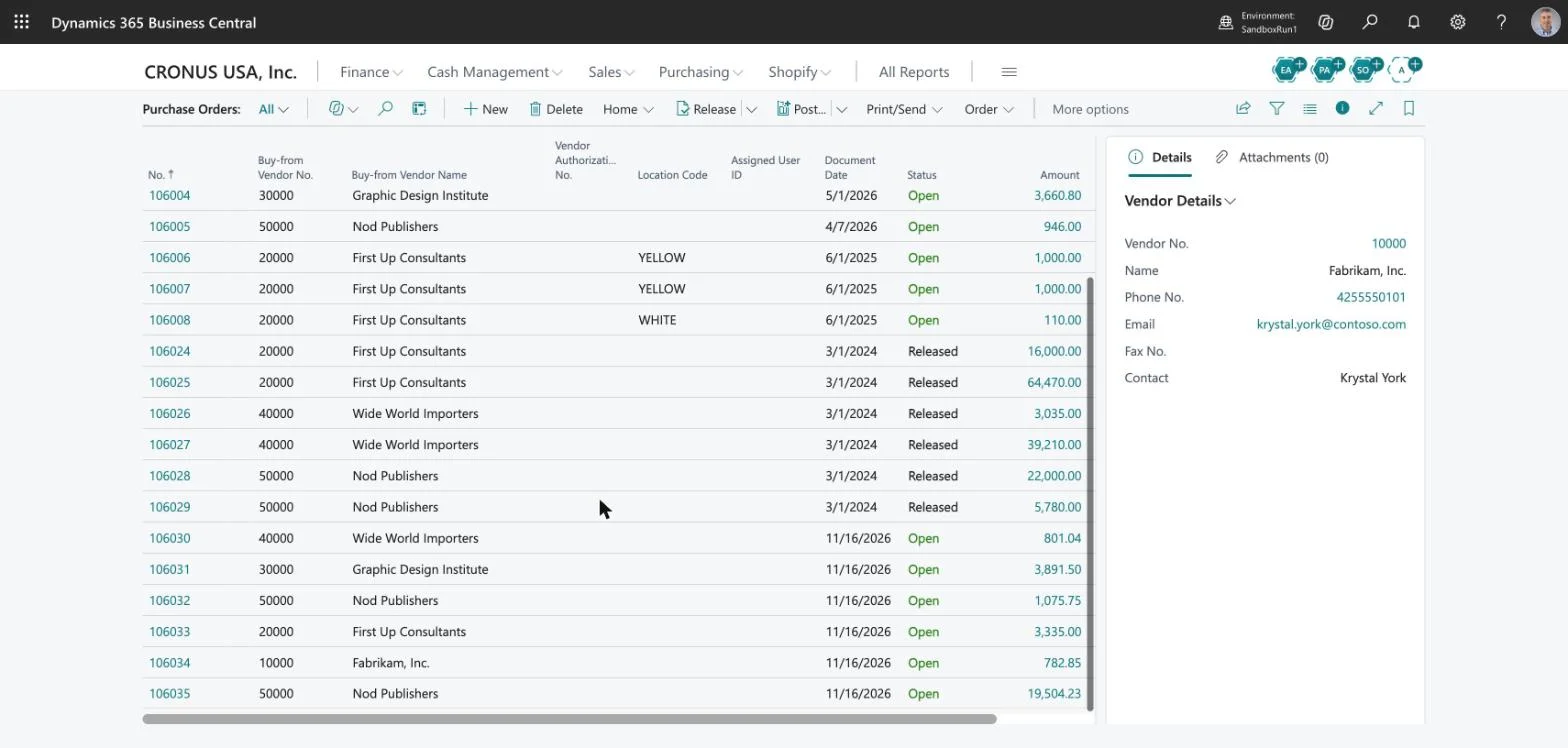 Dynamics 365 Business Central
Environment:
SandboxRun1
CRONUS USA, Inc.
Finance Cash Management Sales Purchasing Shopify All Reports
EA PA SO A
Purchase Orders: All New Delete Home Release Post... Print/Send Order More options
No. ↑ Buy-from Vendor No. Buy-from Vendor Name Vendor Authorizati... No. Location Code Assigned User ID Document Date Status Amount
106004 30000 Graphic Design Institute 5/1/2026 Open 3,660.80
106005 50000 Nod Publishers 4/7/2026 Open 946.00
106006 20000 First Up Consultants YELLOW 6/1/2025 Open 1,000.00
106007 20000 First Up Consultants YELLOW 6/1/2025 Open 1,000.00
106008 20000 First Up Consultants WHITE 6/1/2025 Open 110.00
106024 20000 First Up Consultants 3/1/2024 Released 16,000.00
106025 20000 First Up Consultants 3/1/2024 Released 64,470.00
106026 40000 Wide World Importers 3/1/2024 Released 3,035.00
106027 40000 Wide World Importers 3/1/2024 Released 39,210.00
106028 50000 Nod Publishers 3/1/2024 Released 22,000.00
106029 50000 Nod Publishers 3/1/2024 Released 5,780.00
106030 40000 Wide World Importers 11/16/2026 Open 801.04
106031 30000 Graphic Design Institute 11/16/2026 Open 3,891.50
106032 50000 Nod Publishers 11/16/2026 Open 1,075.75
106033 20000 First Up Consultants 11/16/2026 Open 3,335.00
106034 10000 Fabrikam, Inc. 11/16/2026 Open 782.85
106035 50000 Nod Publishers 11/16/2026 Open 19,504.23
Details Attachments (0)
Vendor Details
Vendor No. 10000
Name Fabrikam, Inc.
Phone No. 4255550101
Email krystal.york@contoso.com
Fax No.
Contact Krystal York